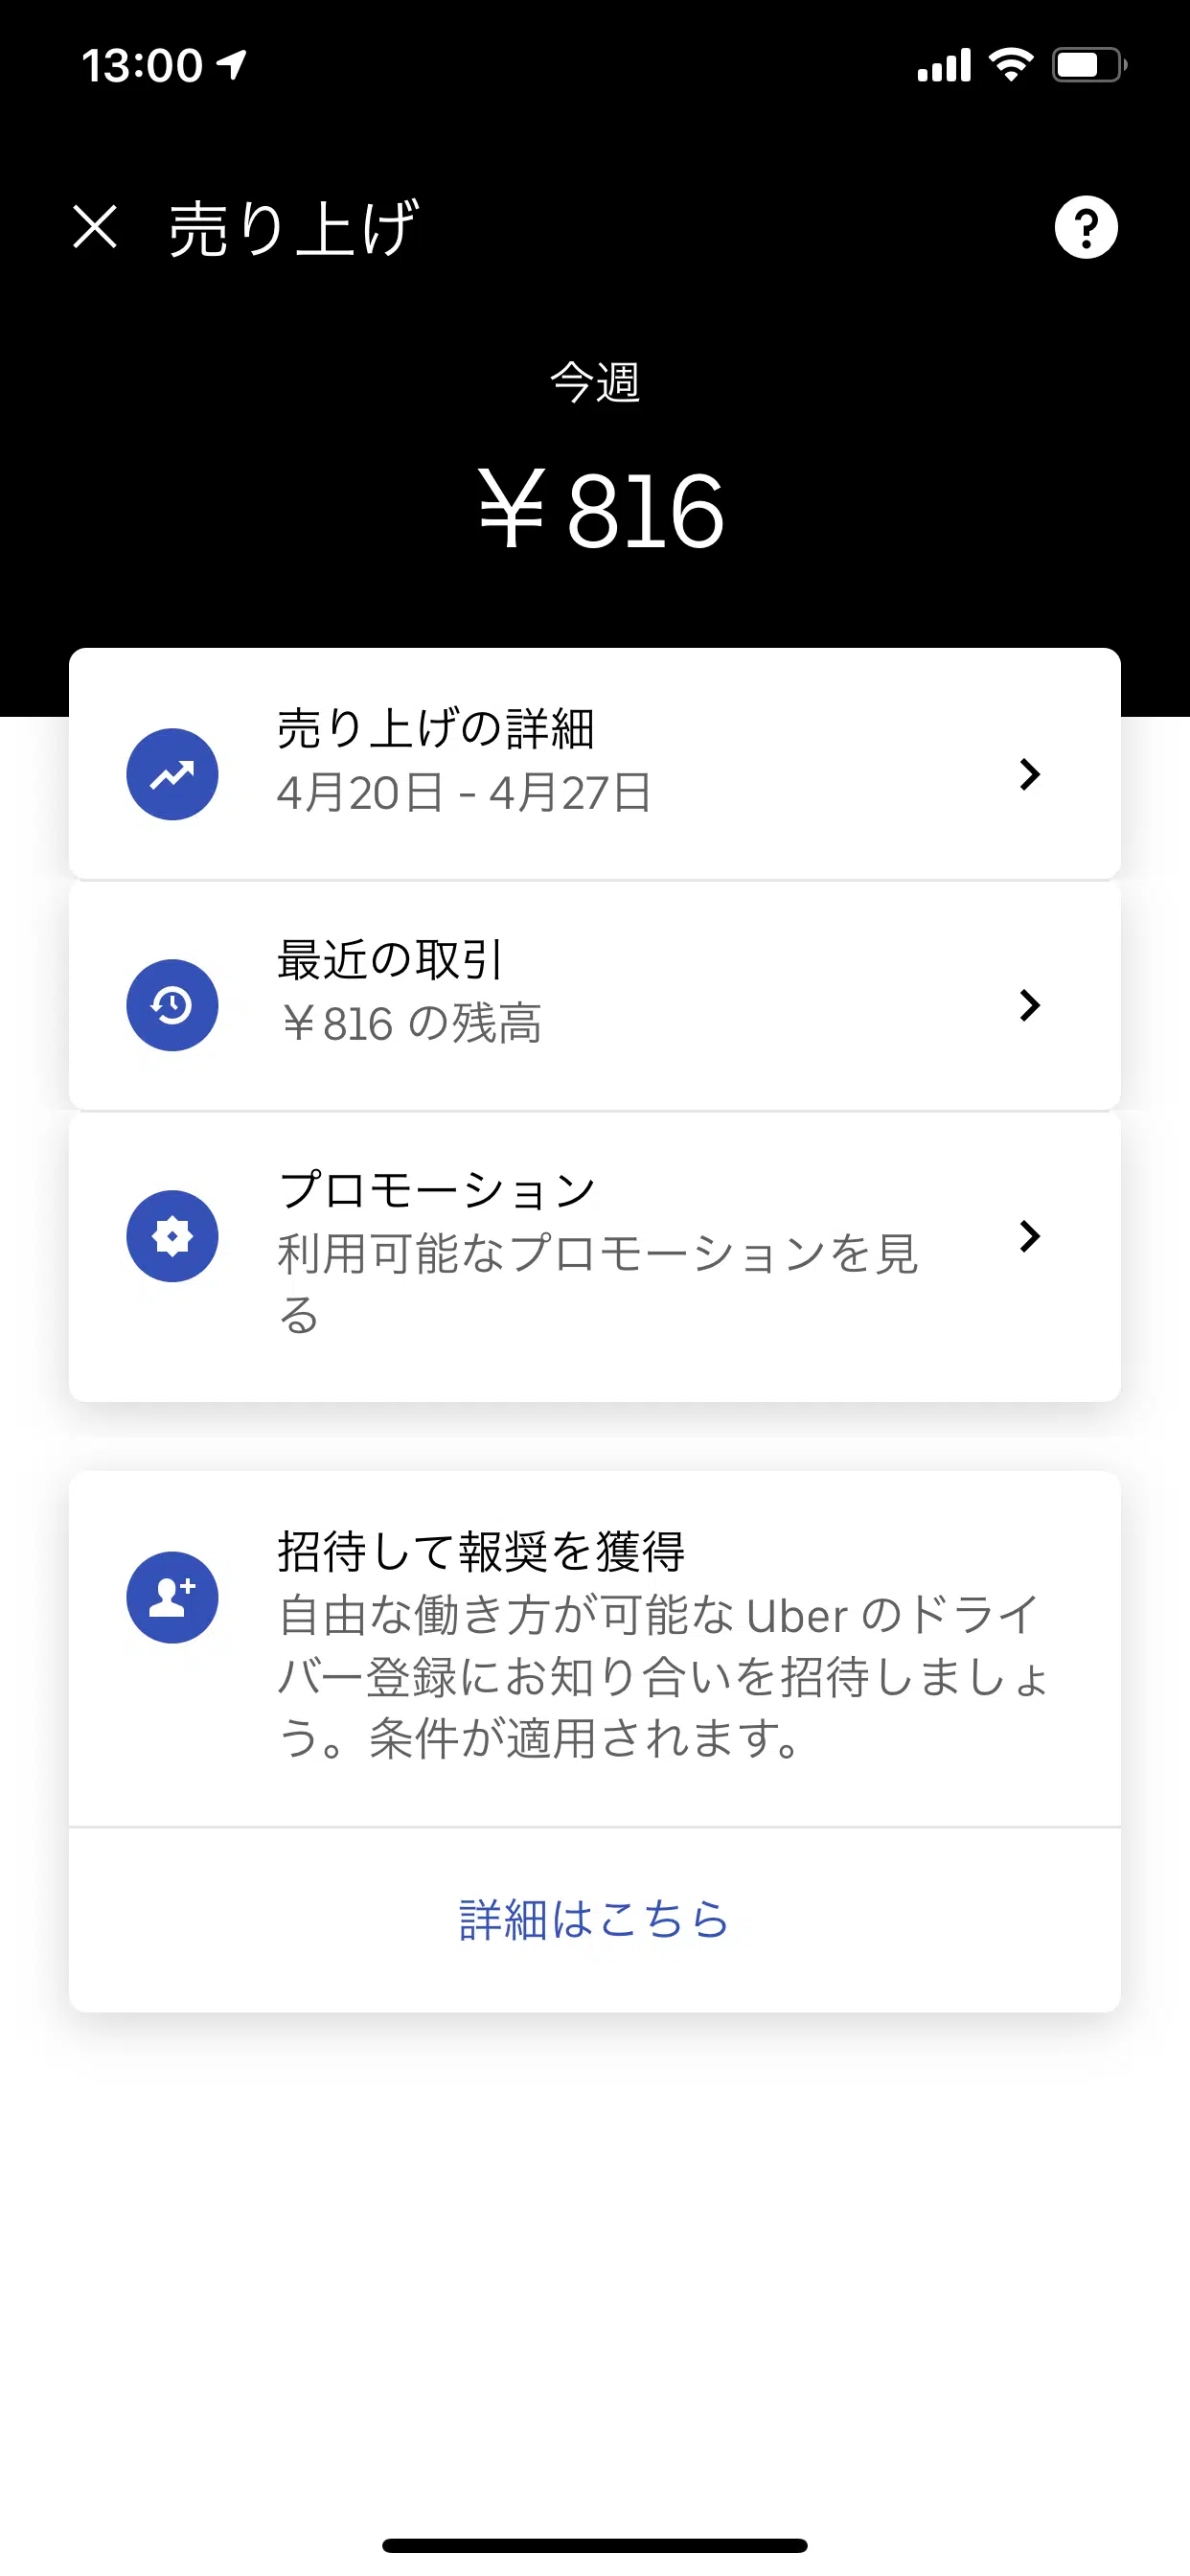 13:00
売り上げ
今週
￥816
売り上げの詳細
4月20日 - 4月27日
最近の取引
￥816 の残高
プロモーション
利用可能なプロモーションを見
る
招待して報奨を獲得
自由な働き方が可能な Uber のドライ
バー登録にお知り合いを招待しましょ
う。条件が適用されます。
詳細はこちら